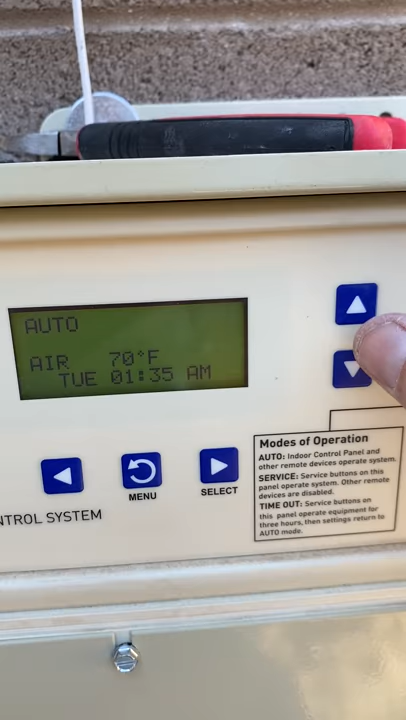 AUTO
AIR 70°F
TUE 01:35 AM
MENU
SELECT
CONTROL SYSTEM
Modes of Operation
AUTO: Indoor Control Panel and
other remote devices operate system.
SERVICE: Service buttons on this
panel operate system. Other remote
devices are disabled.
TIME OUT: Service buttons on
this panel operate equipment for
three hours, then settings return to
AUTO mode.